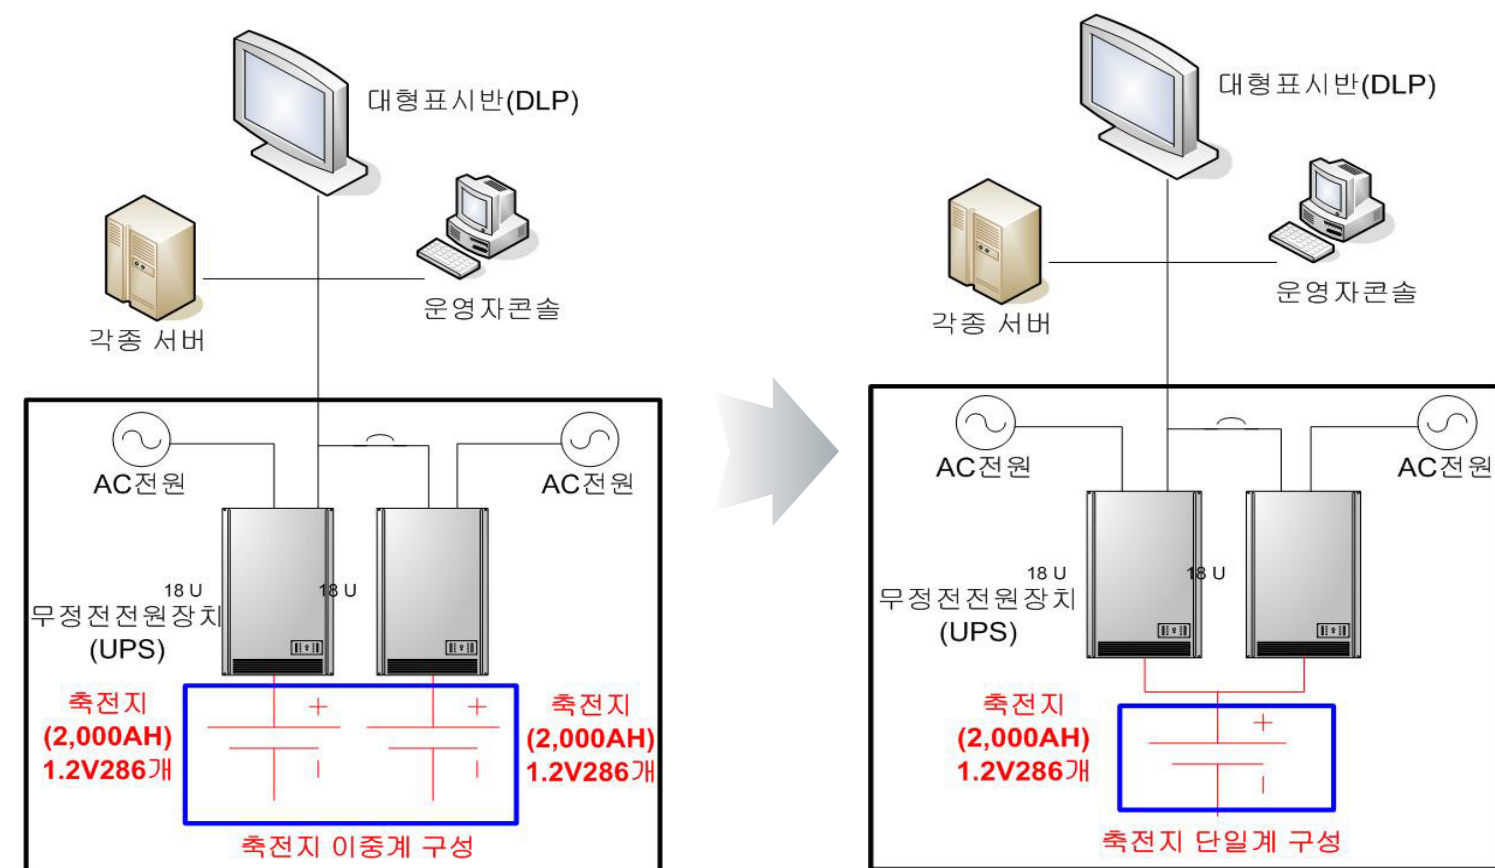 대형표시반(DLP)
운영자콘솔
각종 서버
AC전원
AC전원
18 U
18 U
무정전전원장치
(UPS)
축전지
(2,000AH)
1.2V286개
축전지
(2,000AH)
1.2V286개
축전지 이중계 구성
대형표시반(DLP)
운영자콘솔
각종 서버
AC전원
AC전원
18 U
18 U
무정전전원장치
(UPS)
축전지
(2,000AH)
1.2V286개
축전지 단일계 구성